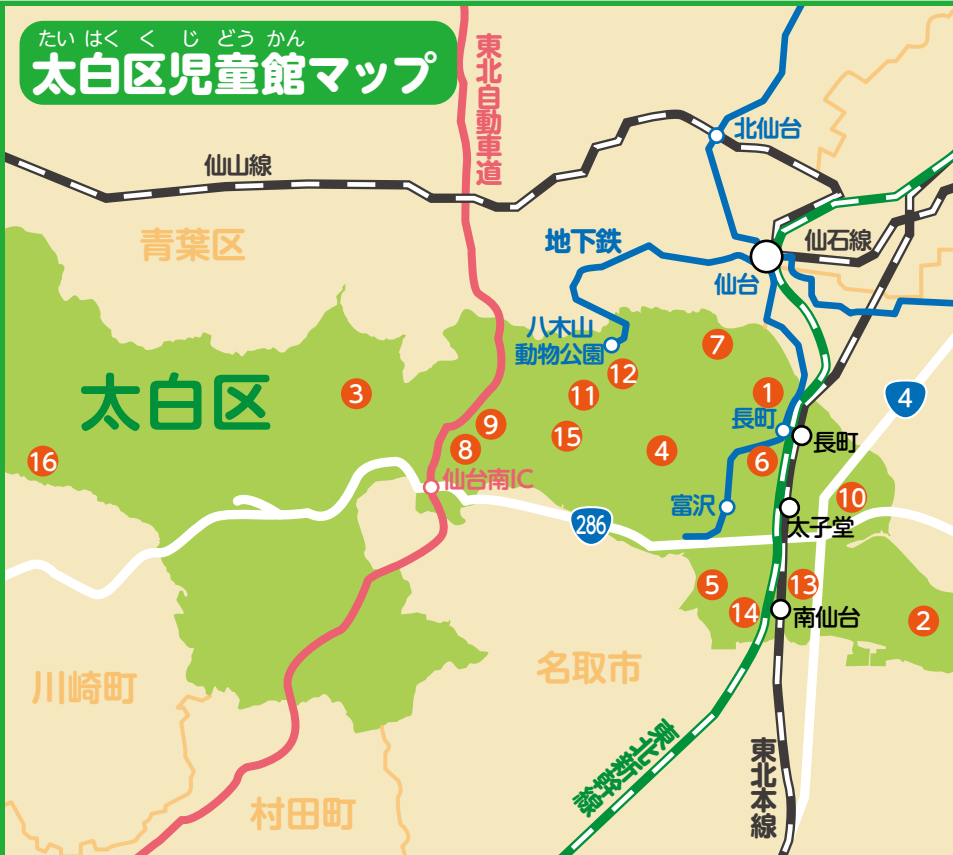 たいはくくじどうかん
太白区児童館マップ
東北自動車道
北仙台
仙山線
青葉区
地下鉄
仙石線
仙台
八木山
動物公園
7
12
太白区
3
11
1
4
9
長町
15
長町
8
4
6
16
仙台南IC
富沢
10
286
太子堂
5
13
14
南仙台
2
川崎町
名取市
東北新幹線
東北本線
村田町